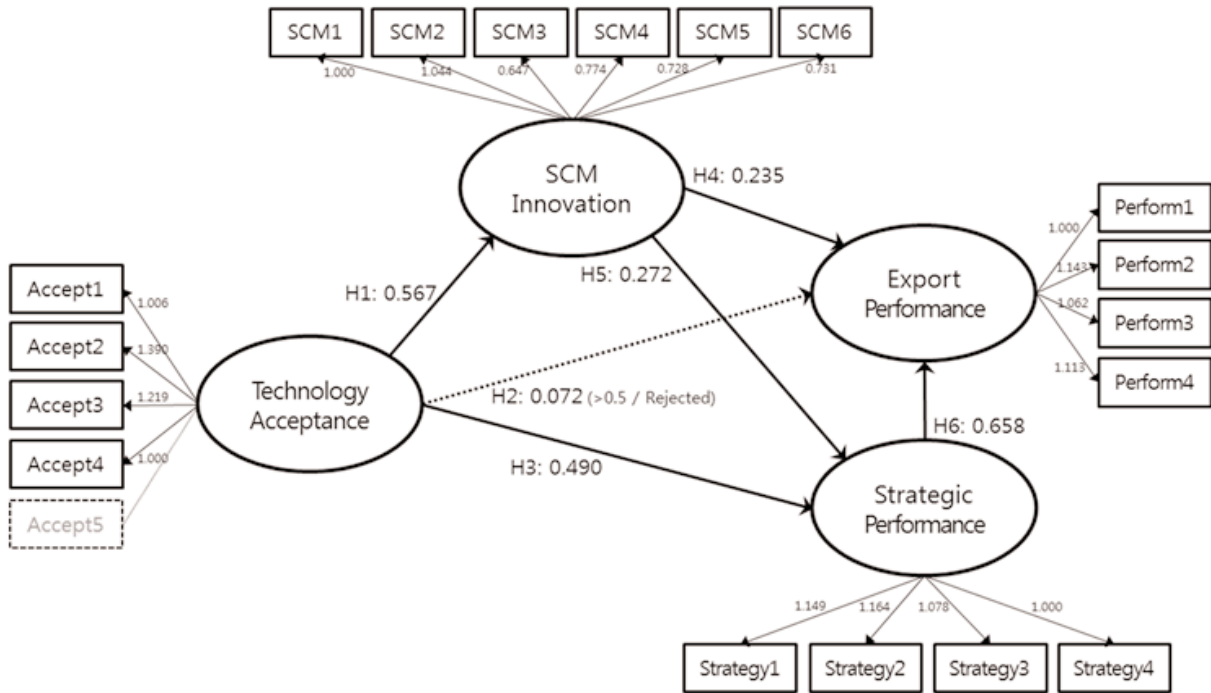 SCM1
SCM2
SCM3
SCM4
SCM5
SCM6
1.000
1.044
0.647
0.774
0.728
0.731
SCM
Innovation
H4: 0.235
H5: 0.272
H1: 0.567
Accept1
Accept2
Accept3
Accept4
Accept5
1.006
1.390
1.219
1.000
Technology
Acceptance
H2: 0.072 (>0.5 / Rejected)
H3: 0.490
Export
Performance
1.000
1.143
1.062
1.113
Perform1
Perform2
Perform3
Perform4
H6: 0.658
Strategic
Performance
1.149
1.164
1.078
1.000
Strategy1
Strategy2
Strategy3
Strategy4